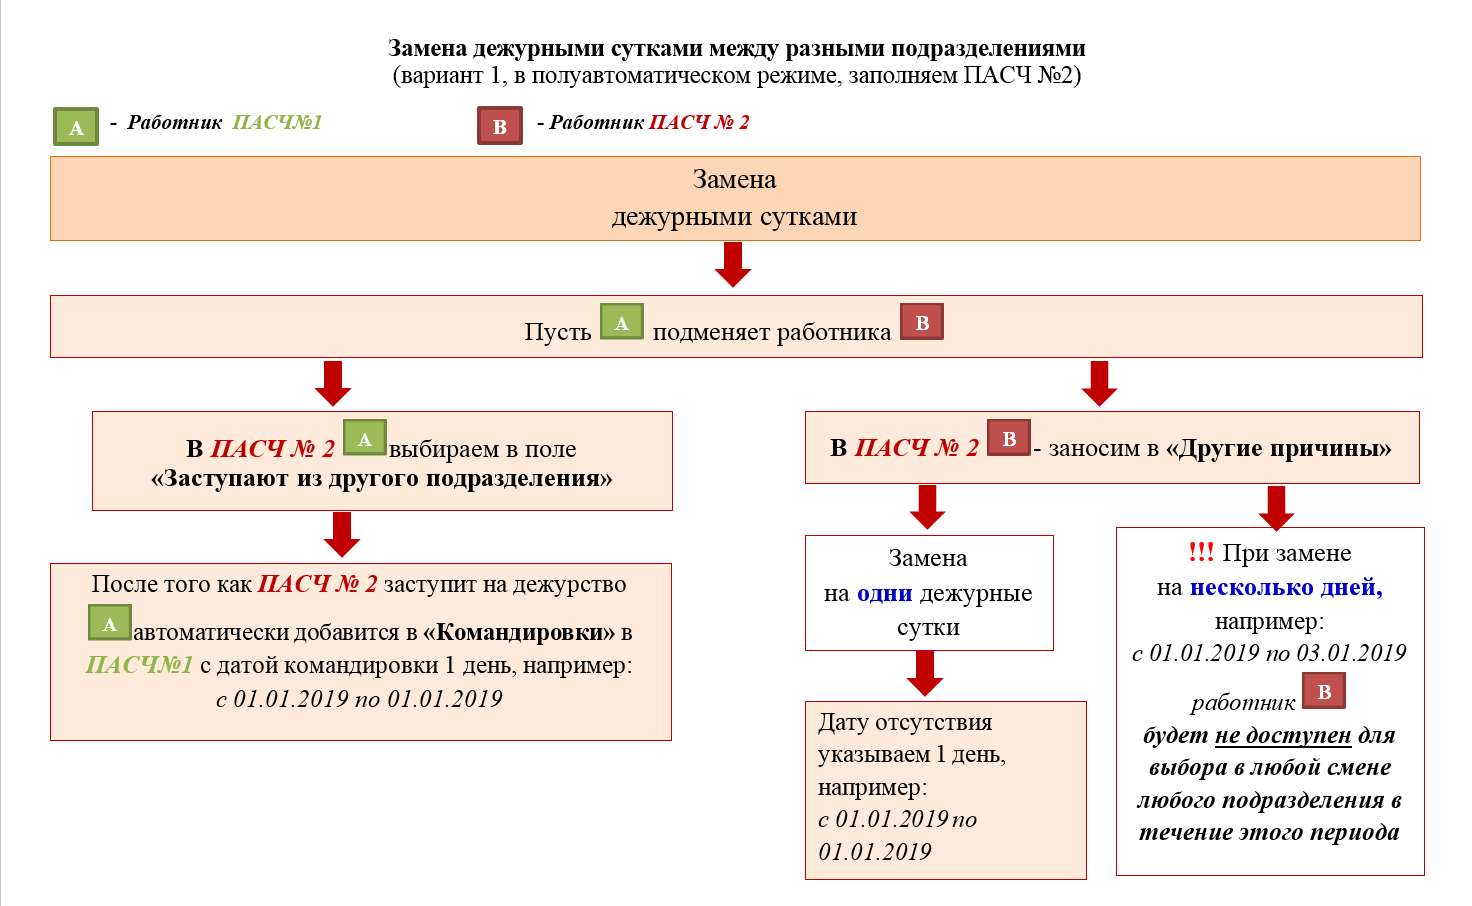 Замена дежурными сутками между разными подразделениями
(вариант 1, в полуавтоматическом режиме, заполняем ПАСЧ №2)
А - Работник ПАСЧ№1
В - Работник ПАСЧ № 2
Замена
дежурными сутками
Пусть А подменяет работника В
В ПАСЧ № 2 А выбираем в поле
«Заступают из другого подразделения»
После того как ПАСЧ № 2 заступит на дежурство
А автоматически добавится в «Командировки» в
ПАСЧ№1 с датой командировки 1 день, например:
с 01.01.2019 по 01.01.2019
В ПАСЧ № 2 В - заносим в «Другие причины»
Замена
на одни дежурные
сутки
Дату отсутствия
указываем 1 день,
например:
с 01.01.2019 по
01.01.2019
!!! При замене
на несколько дней,
например:
с 01.01.2019 по 03.01.2019
работник В
будет не доступен для
выбора в любой смене
любого подразделения в
течение этого периода